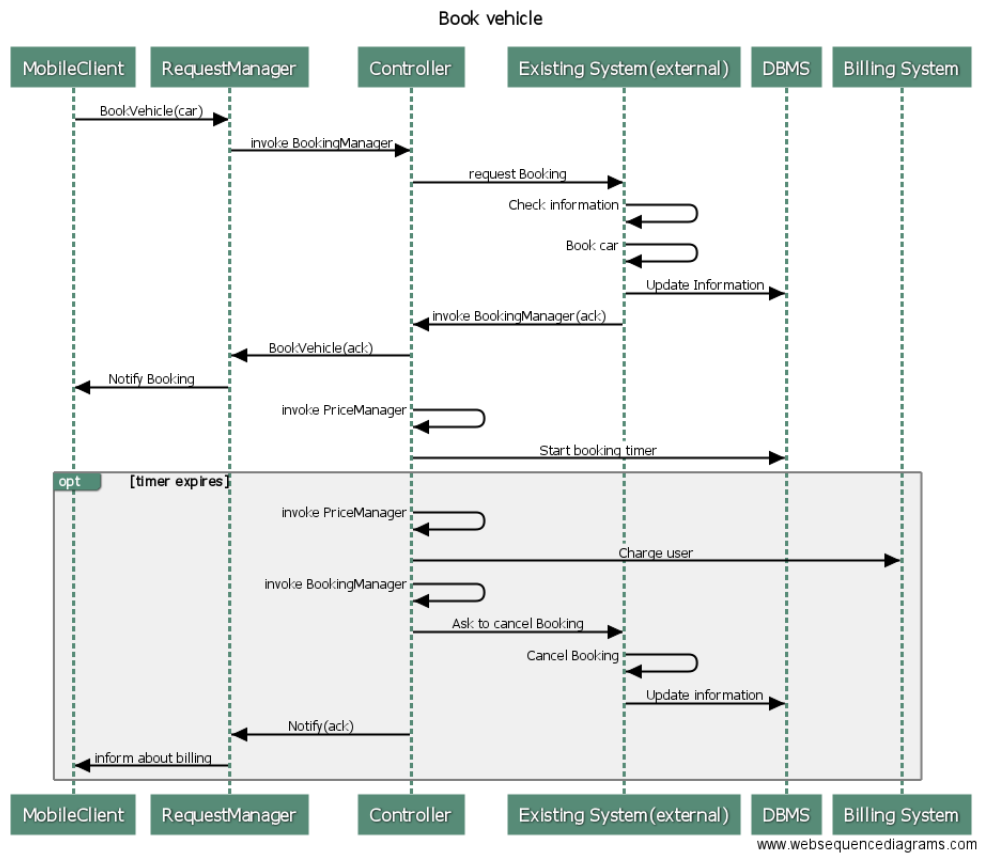 Book vehicle
MobileClient RequestManager Controller Existing System(external) DBMS Billing System
BookVehicle(car)
invoke BookingManager
request Booking
Check information
Book car
Update Information
invoke BookingManager(ack)
BookVehicle(ack)
Notify Booking
invoke PriceManager
Start booking timer
opt [timer expires]
invoke PriceManager
Charge user
invoke BookingManager
Ask to cancel Booking
Cancel Booking
Update information
Notify(ack)
inform about billing
MobileClient RequestManager Controller Existing System(external) DBMS Billing System
www.websequencediagrams.com